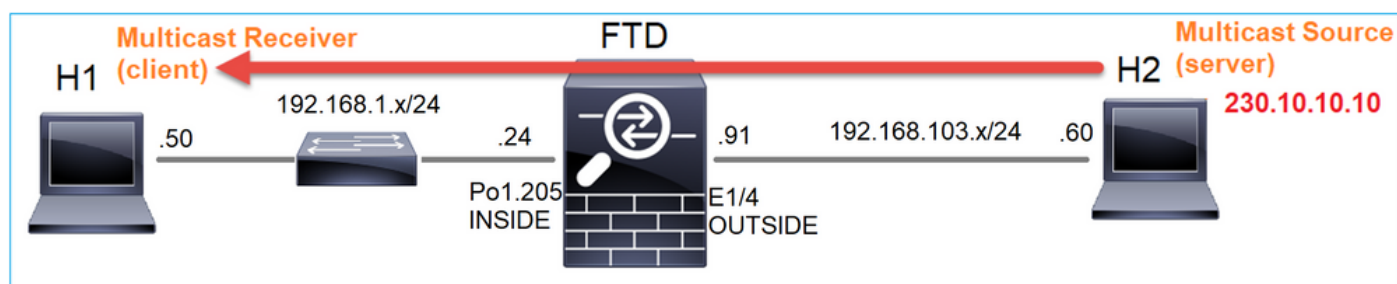 Multicast Receiver
(client)
FTD
Multicast Source
(server)
H1
H2
230.10.10.10
192.168.1.x/24
192.168.103.x/24
.50
.24
.91
.60
Po1.205
INSIDE
E1/4
OUTSIDE